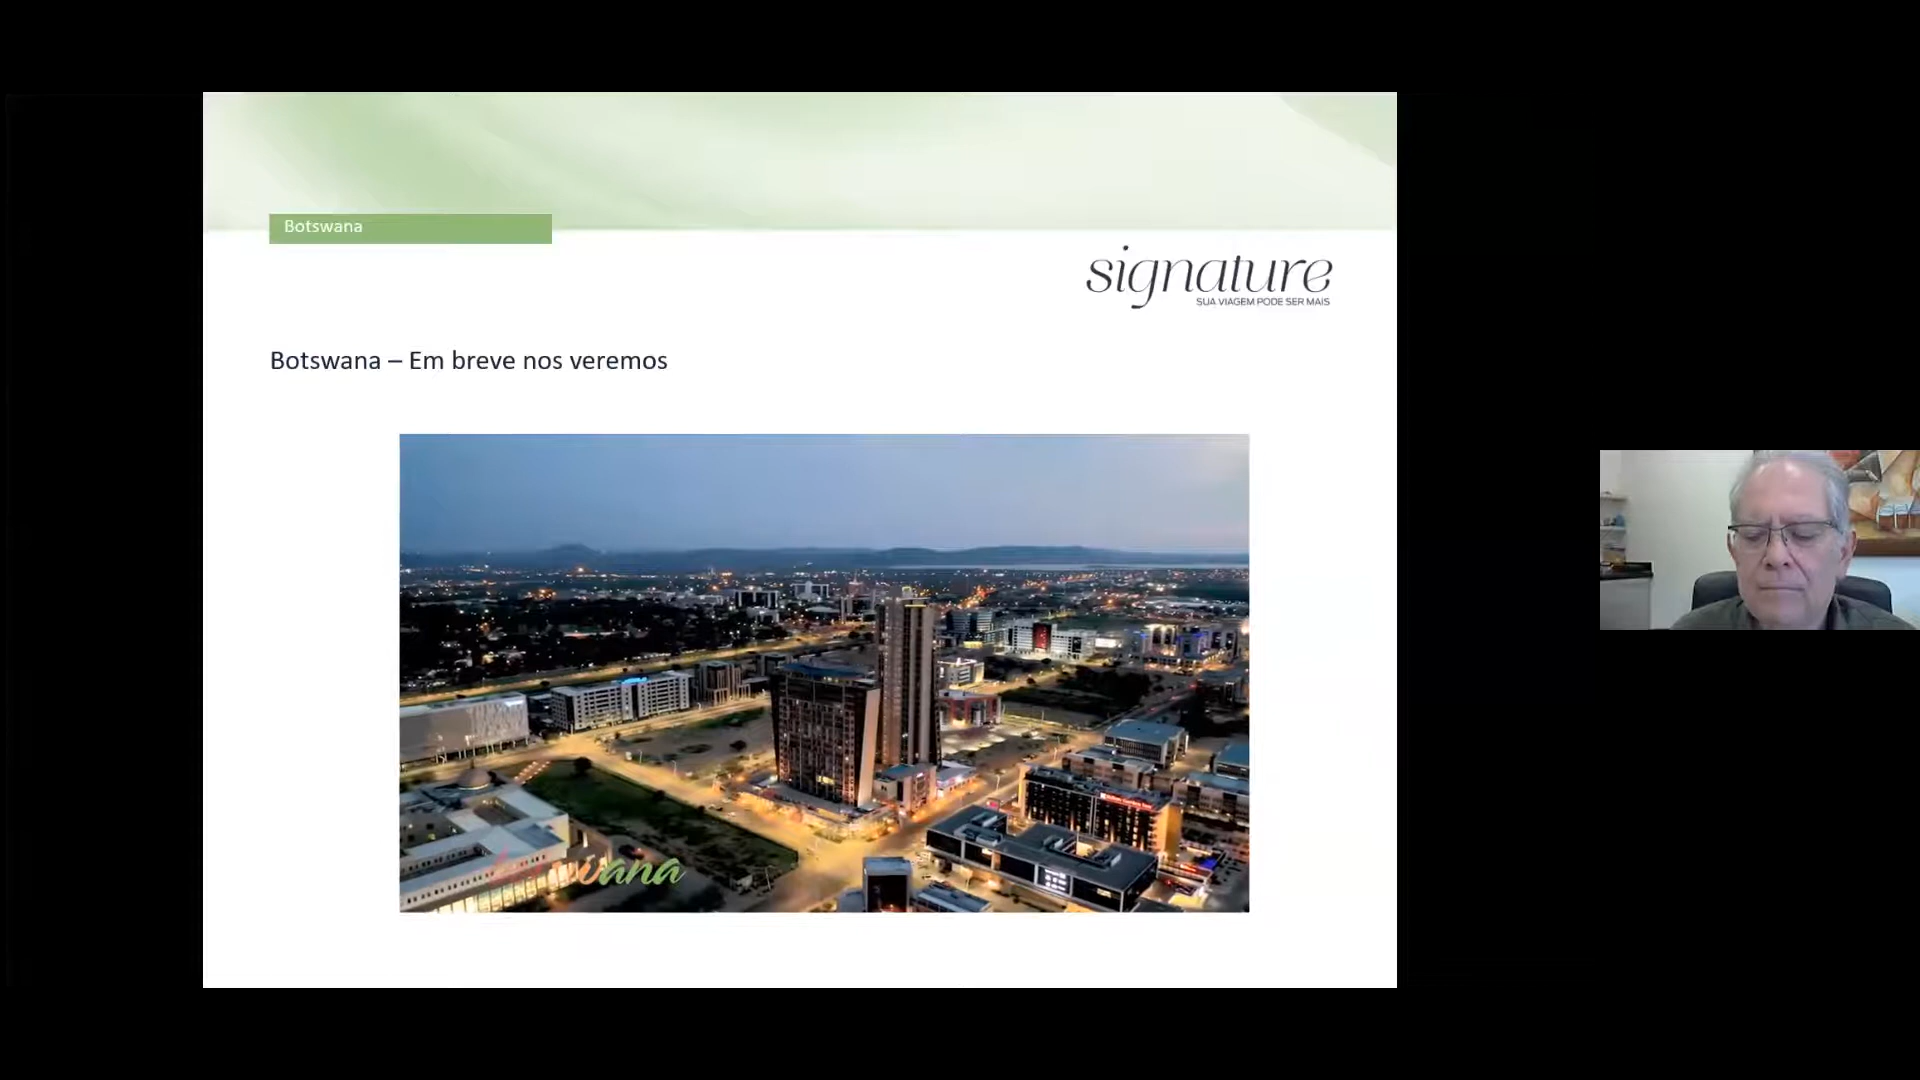 Botswana
signature
SUA VIAGEM PODE SER MAIS
Botswana – Em breve nos veremos